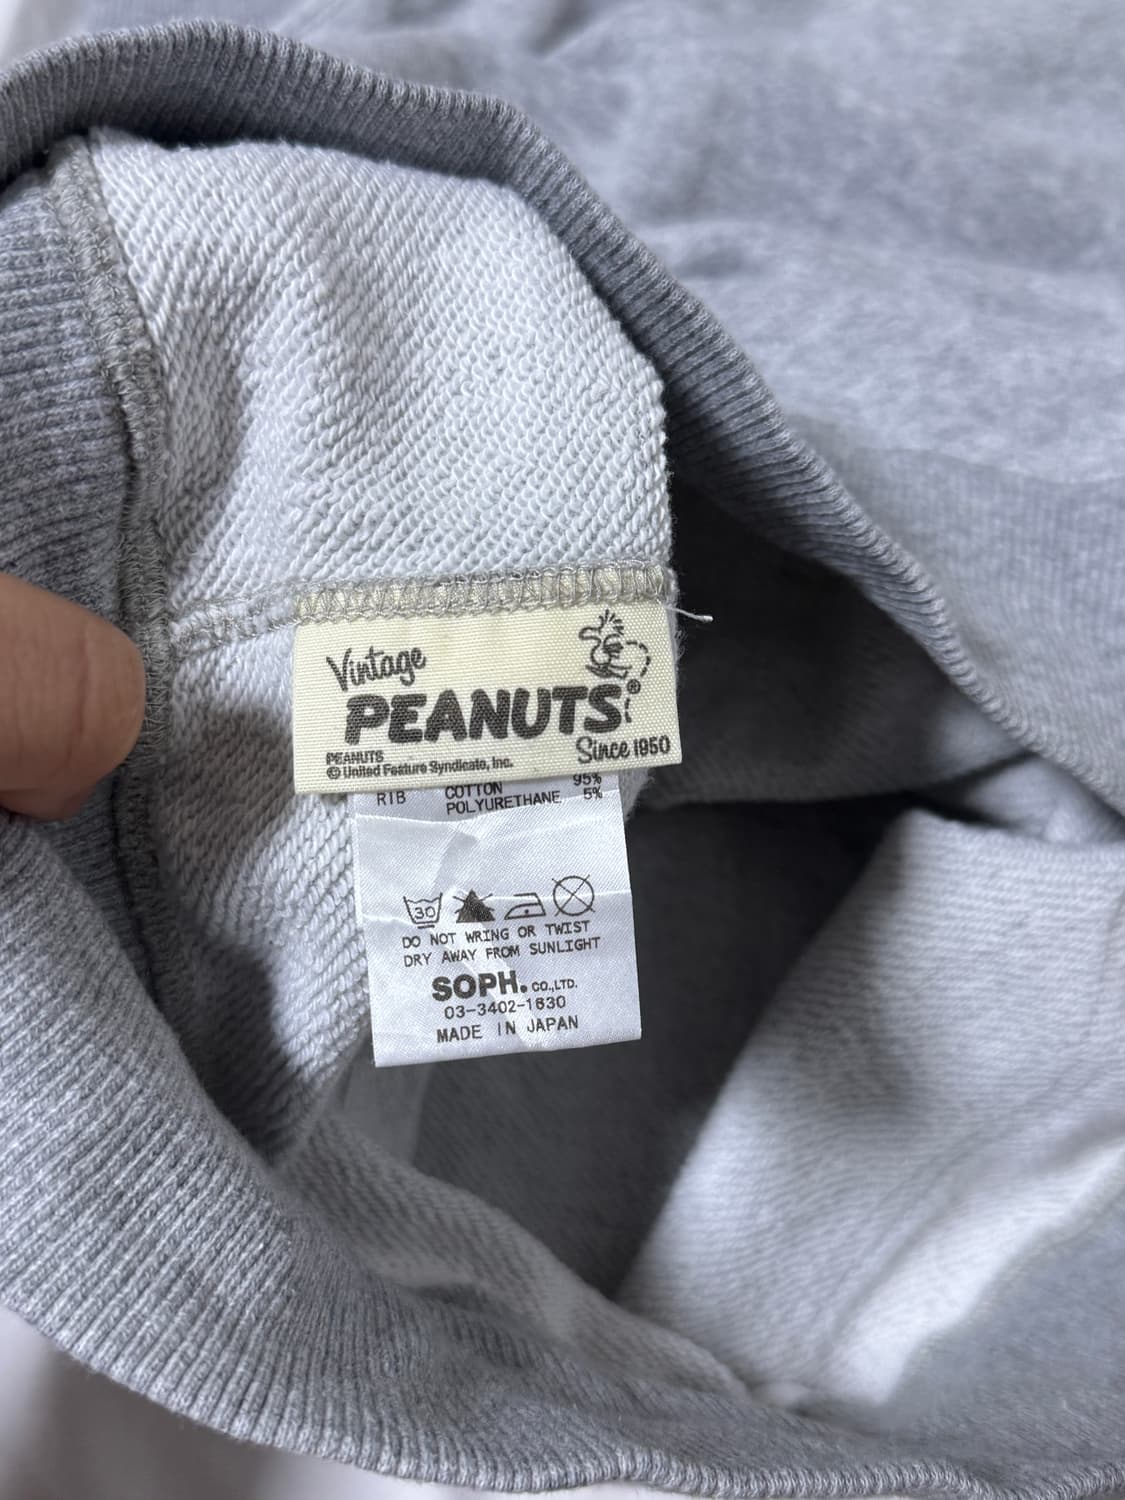 Vintage
PEANUTS®
Since 1950
PEANUTS
© United Feature Syndicate, Inc.
COTTON 95%
RIB POLYURETHANE 5%
30
DO NOT WRING OR TWIST
DRY AWAY FROM SUNLIGHT
SOPH. CO.,LTD.
03-3402-1630
MADE IN JAPAN